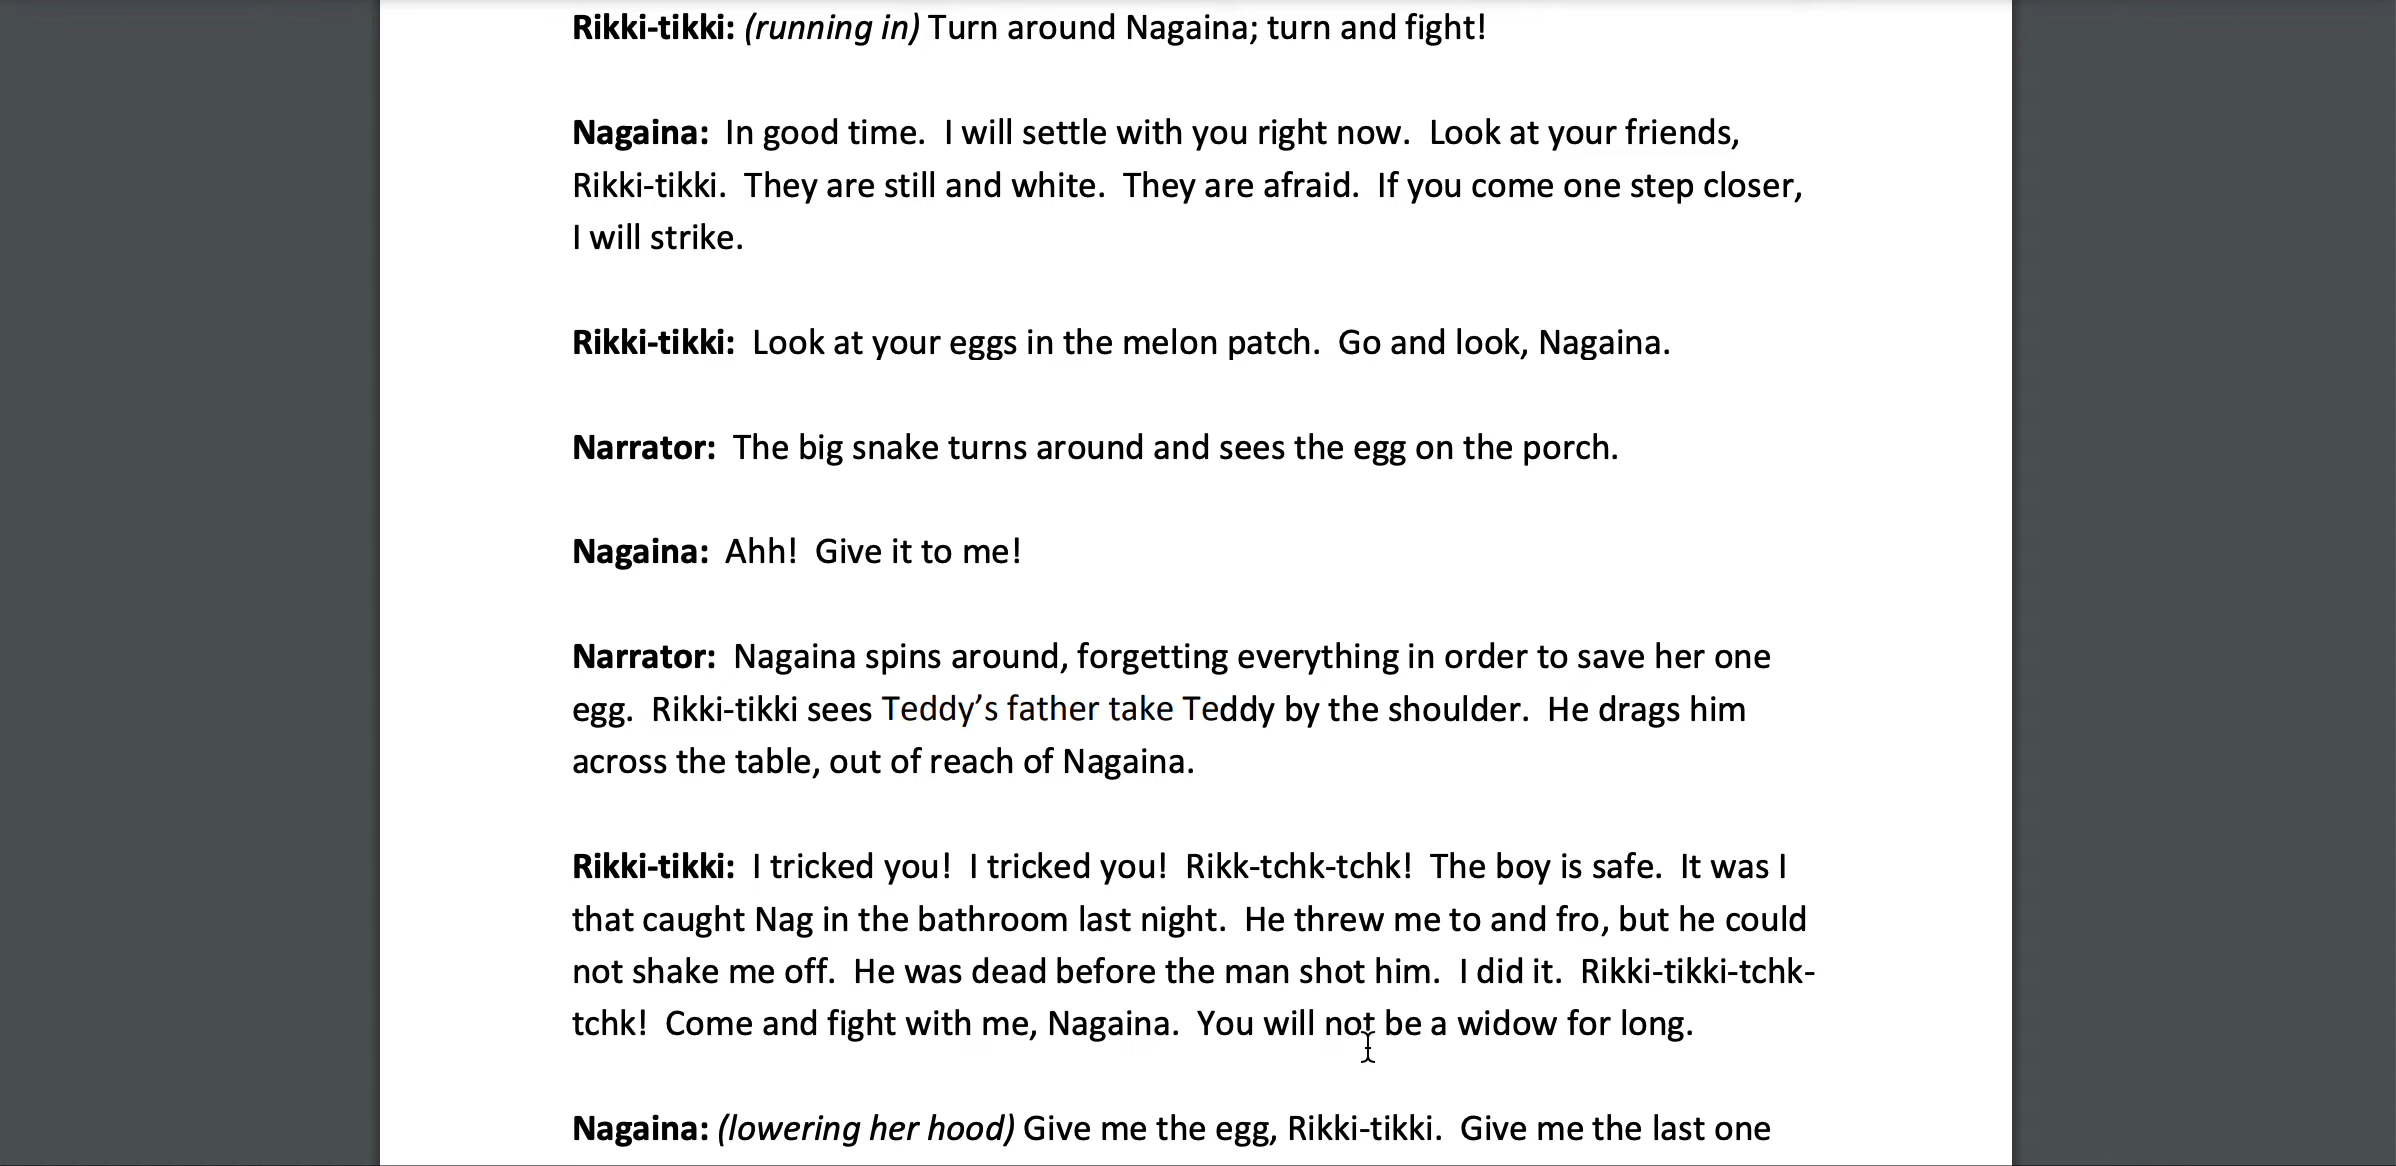 Rikki-tikki: (running in) Turn around Nagaina; turn and fight!
Nagaina:  In good time.  I will settle with you right now.  Look at your friends,
Rikki-tikki.  They are still and white.  They are afraid.  If you come one step closer,
I will strike.
Rikki-tikki:  Look at your eggs in the melon patch.  Go and look, Nagaina.
Narrator:  The big snake turns around and sees the egg on the porch.
Nagaina:  Ahh!  Give it to me!
Narrator:  Nagaina spins around, forgetting everything in order to save her one
egg.  Rikki-tikki sees Teddy’s father take Teddy by the shoulder.  He drags him
across the table, out of reach of Nagaina.
Rikki-tikki:  I tricked you!  I tricked you!  Rikk-tchk-tchk!  The boy is safe.  It was I
that caught Nag in the bathroom last night.  He threw me to and fro, but he could
not shake me off.  He was dead before the man shot him.  I did it.  Rikki-tikki-tchk-
tchk!  Come and fight with me, Nagaina.  You will not be a widow for long.
Nagaina: (lowering her hood) Give me the egg, Rikki-tikki.  Give me the last one